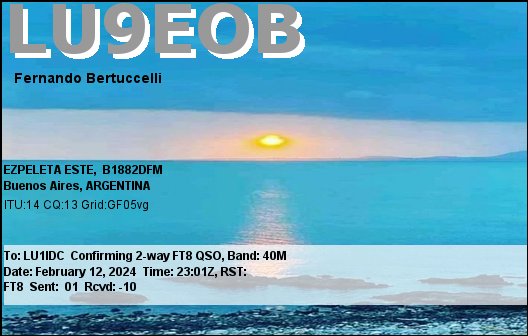 LU9EOB
Fernando Bertuccelli
EZPELETA ESTE, B1882DFM
Buenos Aires, ARGENTINA
ITU:14 CQ:13 Grid:GF05vg
To: LU1IDC Confirming 2-way FT8 QSO, Band: 40M
Date: February 12, 2024 Time: 23:01Z, RST:
FT8 Sent: 01 Rcvd: -10